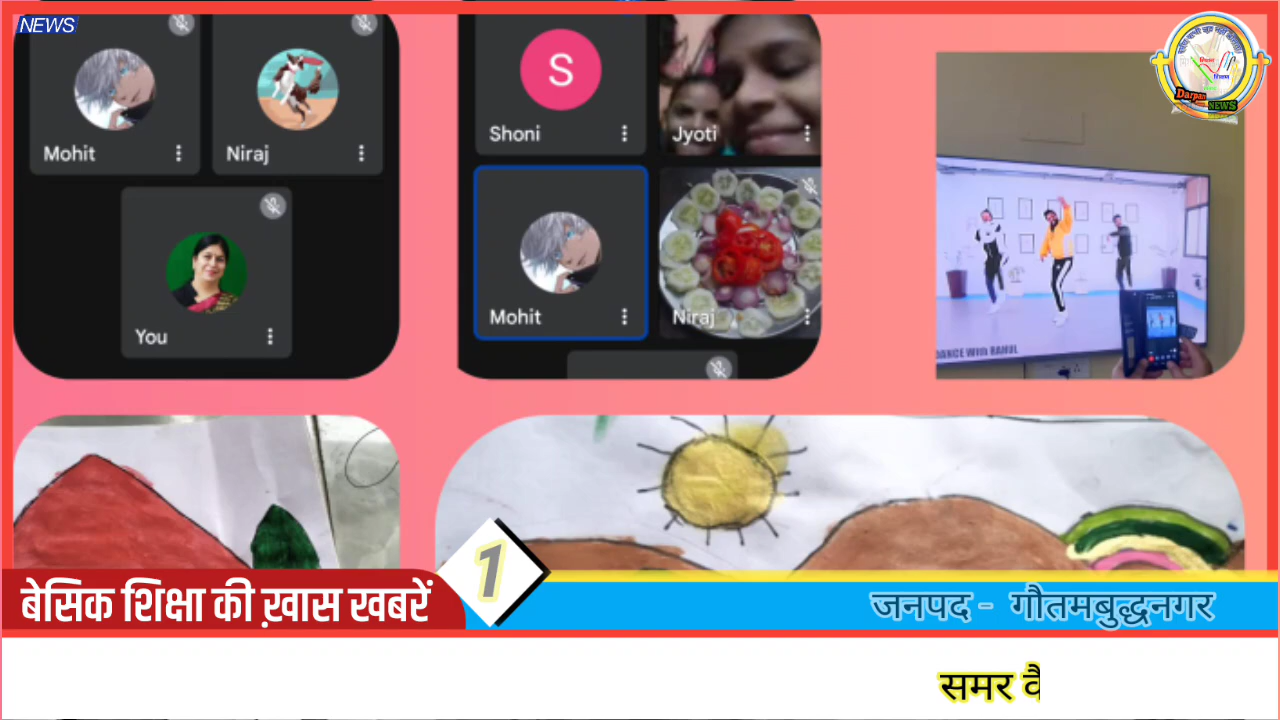 NEWS
Mohit
Niraj
You
S
Shoni
Jyoti
Mohit
Niraj
DANCE With RAHUL
Darpan
NEWS
बेसिक शिक्षा की ख़ास खबरें
1
जनपद - गौतमबुद्धनगर
समर